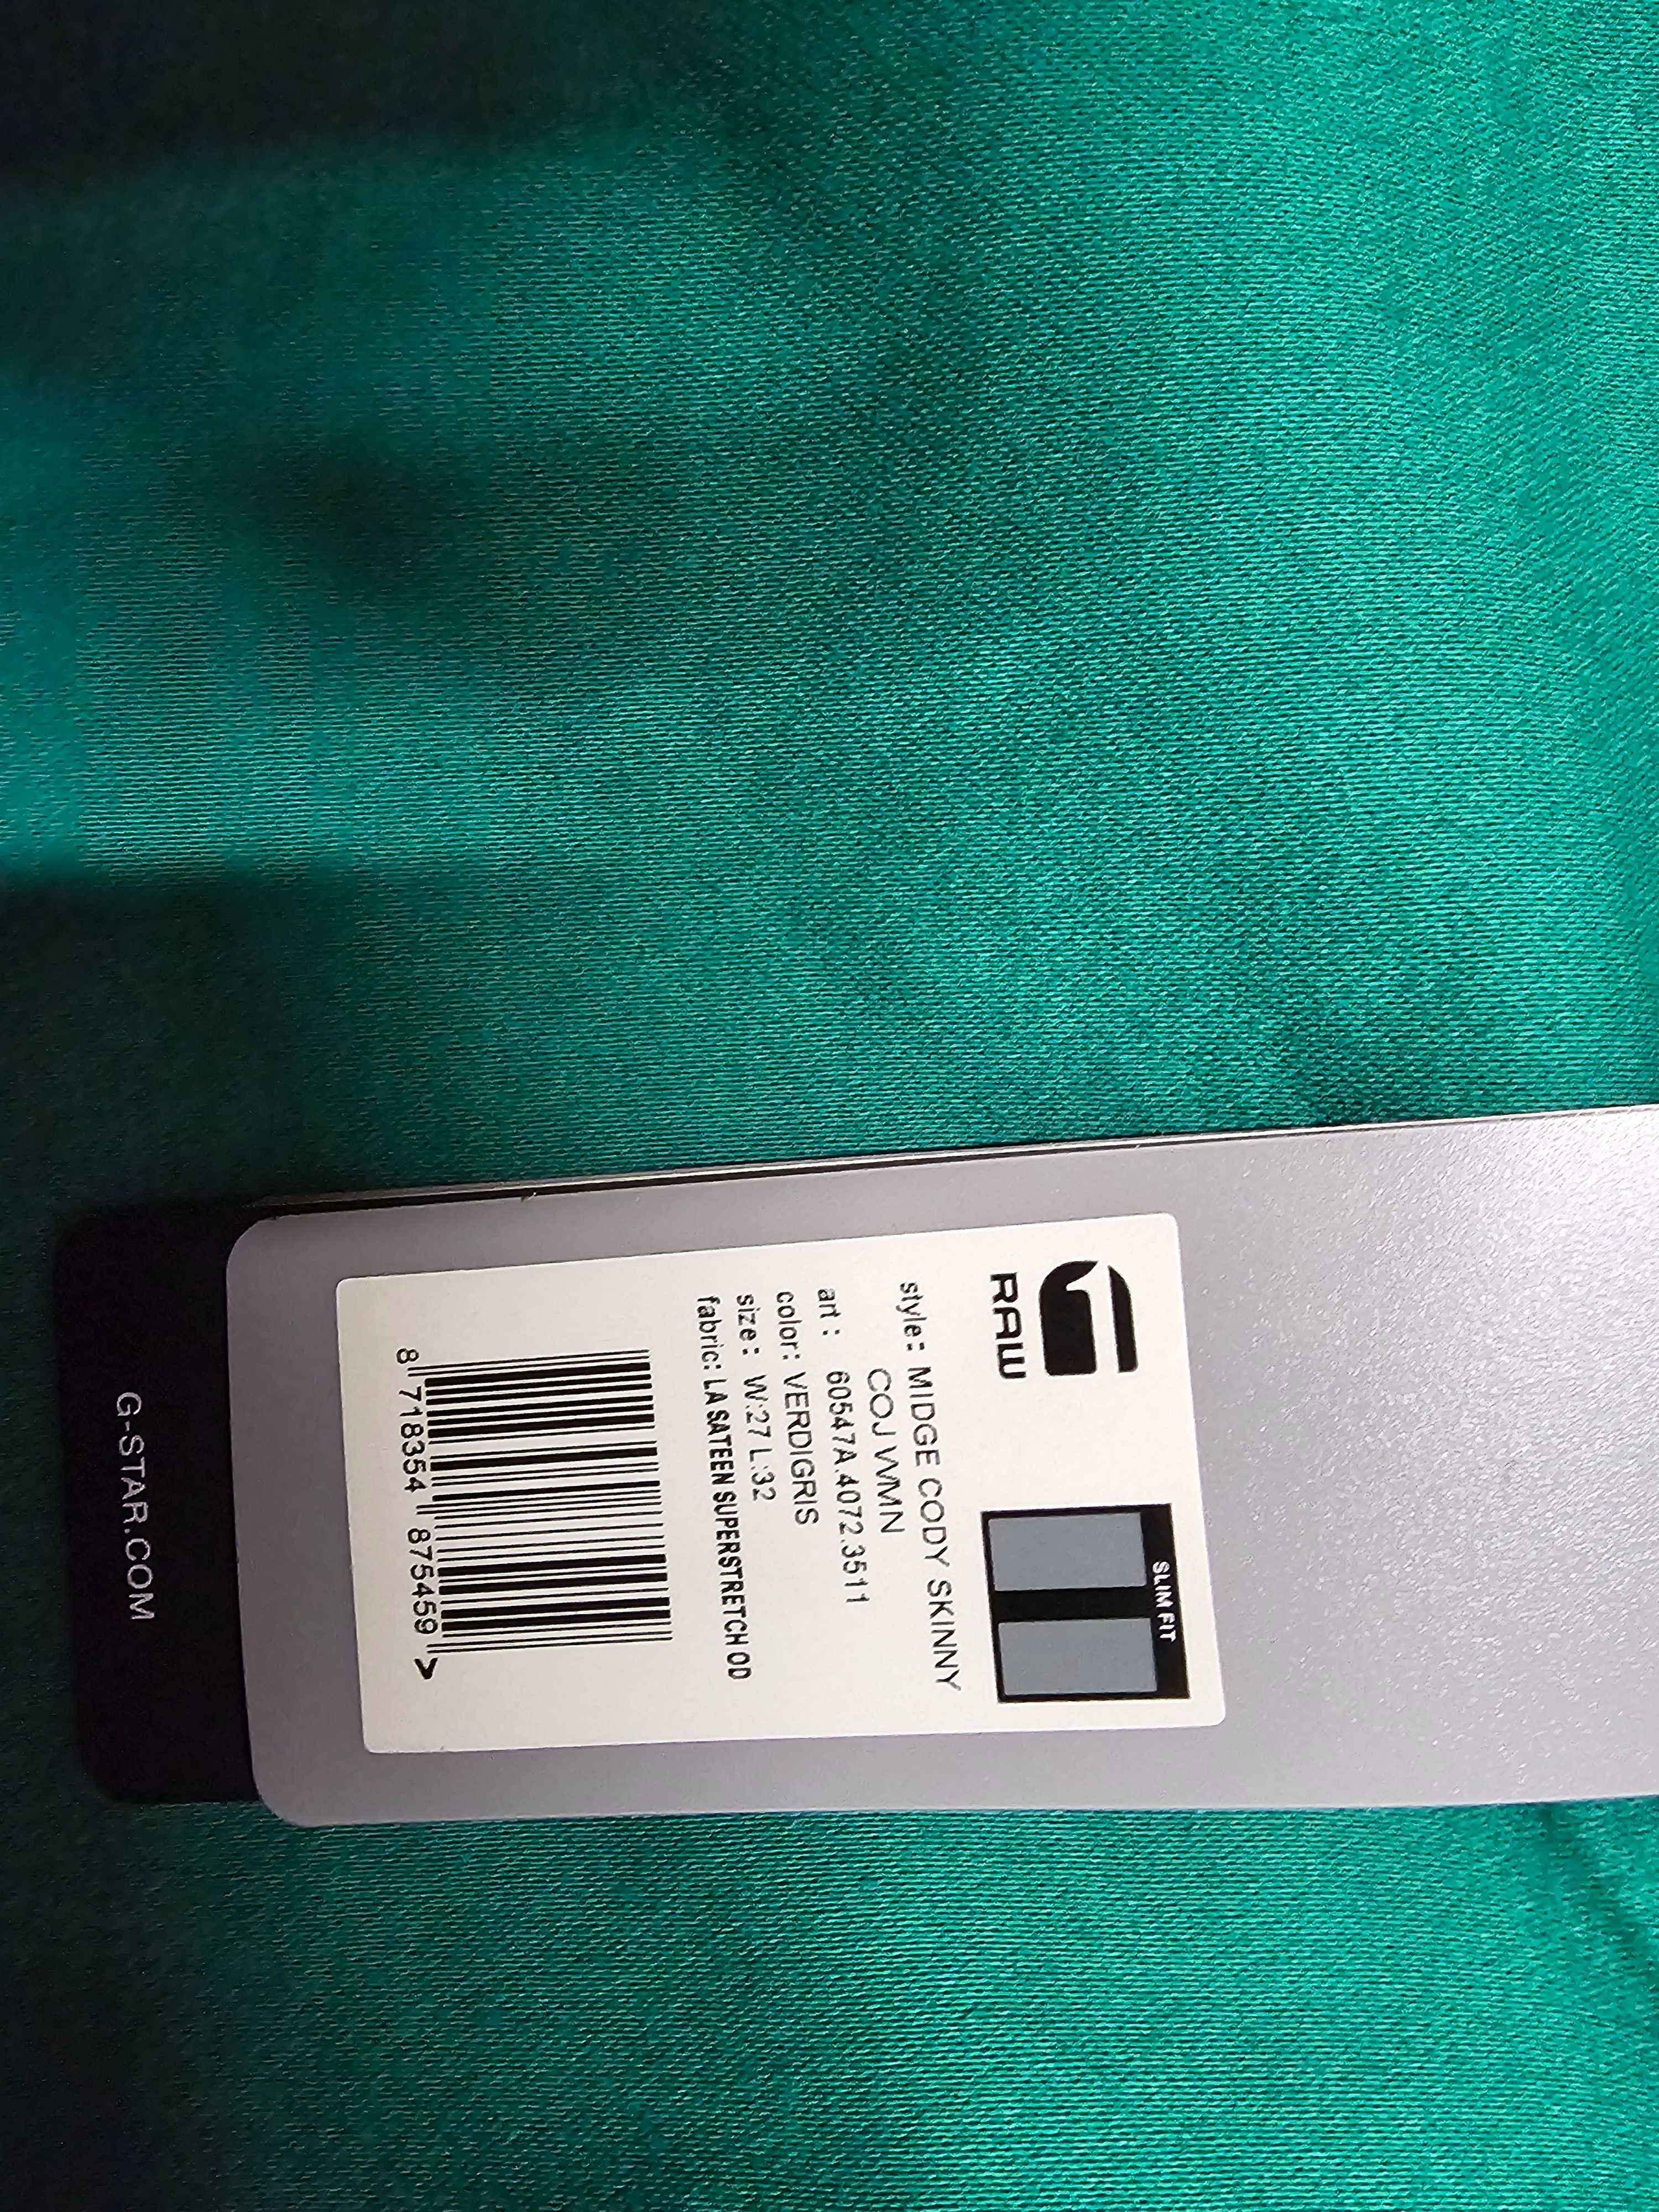 RAW
SLIM FIT
style: MIDGE CODY SKINNY
COJ WMN
art: 60547A.4072.3511
color: VERDIGRIS
size: W:27 L:32
fabric: LA SATEEN SUPERSTRETCH OD
8 718354 875459 >
G-STAR.COM